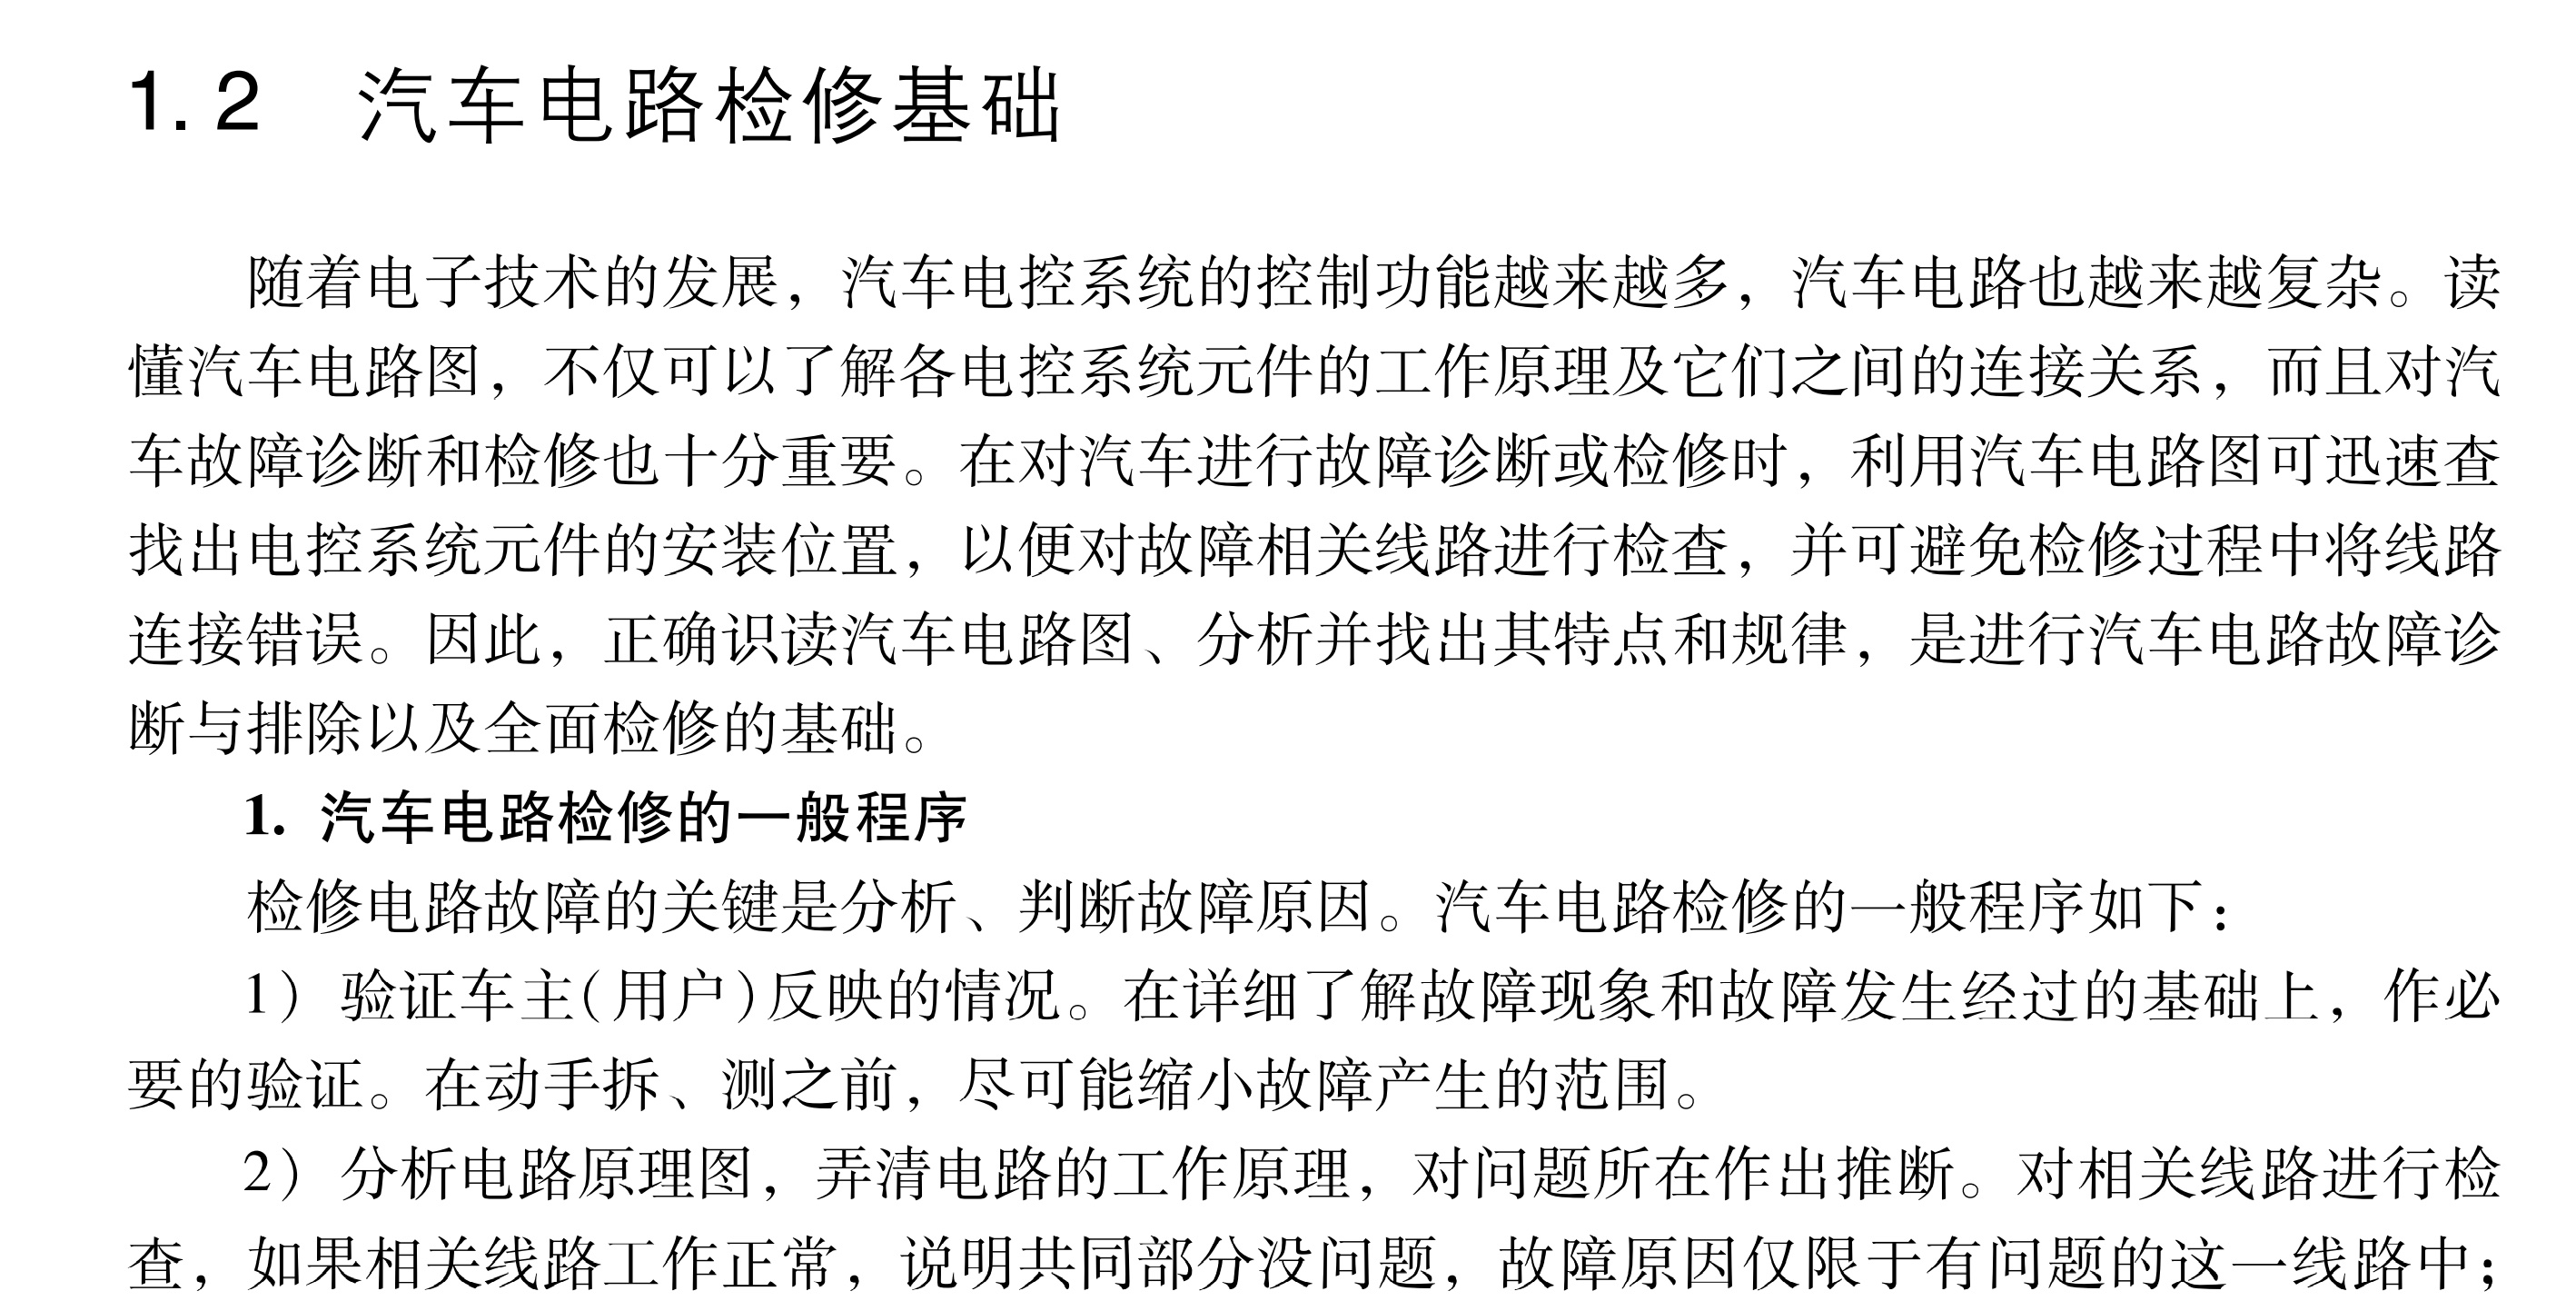 1.2 汽车电路检修基础
随着电子技术的发展，汽车电控系统的控制功能越来越多，汽车电路也越来越复杂。读
懂汽车电路图，不仅可以了解各电控系统元件的工作原理及它们之间的连接关系，而且对汽
车故障诊断和检修也十分重要。在对汽车进行故障诊断或检修时，利用汽车电路图可迅速查
找出电控系统元件的安装位置，以便对故障相关线路进行检查，并可避免检修过程中将线路
连接错误。因此，正确识读汽车电路图、分析并找出其特点和规律，是进行汽车电路故障诊
断与排除以及全面检修的基础。
1. 汽车电路检修的一般程序
检修电路故障的关键是分析、判断故障原因。汽车电路检修的一般程序如下：
1）验证车主(用户)反映的情况。在详细了解故障现象和故障发生经过的基础上，作必
要的验证。在动手拆、测之前，尽可能缩小故障产生的范围。
2）分析电路原理图，弄清电路的工作原理，对问题所在作出推断。对相关线路进行检
查，如果相关线路工作正常，说明共同部分没问题，故障原因仅限于有问题的这一线路中；